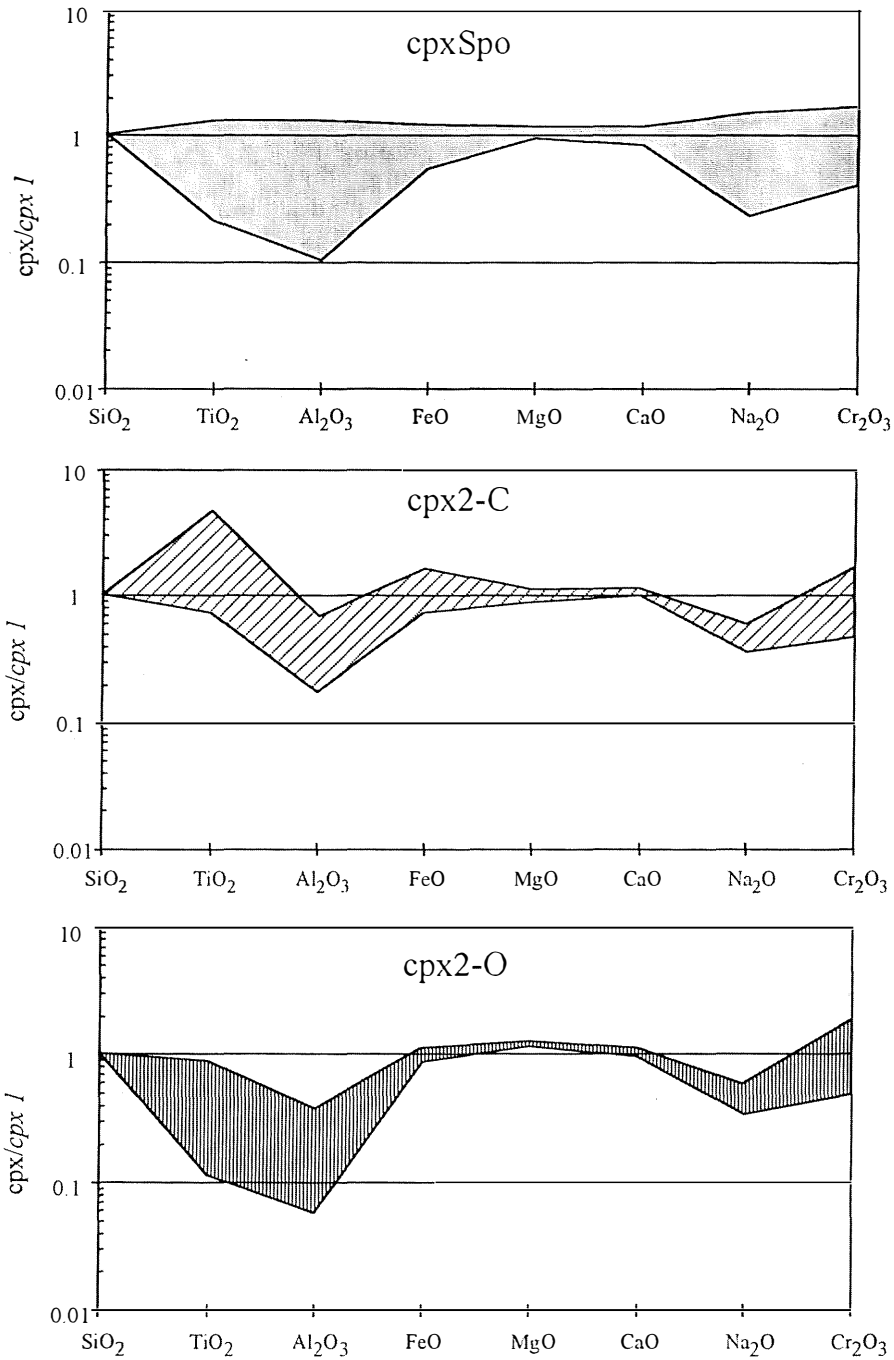 cpxSpo
10
1
0.1
0.01
cpx/cpx 1
SiO₂ TiO₂ Al₂O₃ FeO MgO CaO Na₂O Cr₂O₃
cpx2-C
10
1
0.1
0.01
cpx/cpx 1
SiO₂ TiO₂ Al₂O₃ FeO MgO CaO Na₂O Cr₂O₃
cpx2-O
10
1
0.1
0.01
cpx/cpx 1
SiO₂ TiO₂ Al₂O₃ FeO MgO CaO Na₂O Cr₂O₃